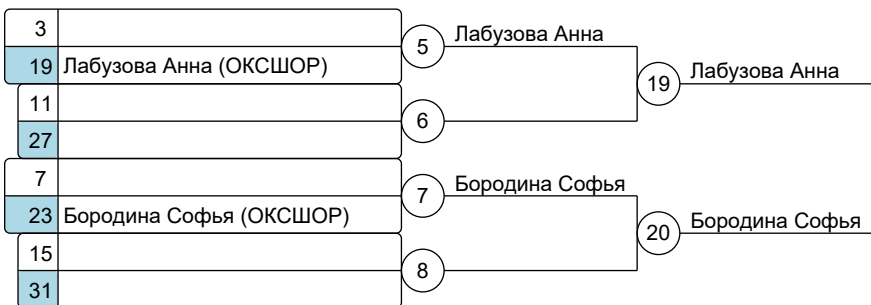 3
5 Лабузова Анна
19 Лабузова Анна (ОКСШОР)
19 Лабузова Анна
11
6
27
7
7 Бородина Софья
23 Бородина Софья (ОКСШОР)
20 Бородина Софья
15
8
31